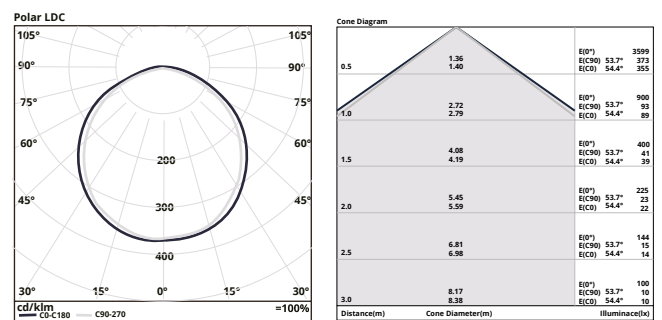 Polar LDC
105° 105°
90° 90°
75° 75°
60° 60°
200
45° 45°
300
400
30° 15° 0° 15° 30°
cd/klm =100%
C0-C180 C90-270
Cone Diagram
E(0°) 3599
0.5 1.36 E(C90) 53.7° 373
1.40 E(C0) 54.4° 355
E(0°) 900
2.72 E(C90) 53.7° 93
1.0 2.79 E(C0) 54.4° 89
E(0°) 400
4.08 E(C90) 53.7° 41
1.5 4.19 E(C0) 54.4° 39
E(0°) 225
5.45 E(C90) 53.7° 23
2.0 5.59 E(C0) 54.4° 22
E(0°) 144
6.81 E(C90) 53.7° 15
2.5 6.98 E(C0) 54.4° 14
E(0°) 100
8.17 E(C90) 53.7° 10
3.0 8.38 E(C0) 54.4° 10
Distance(m) Cone Diameter(m) Illuminace(lx)